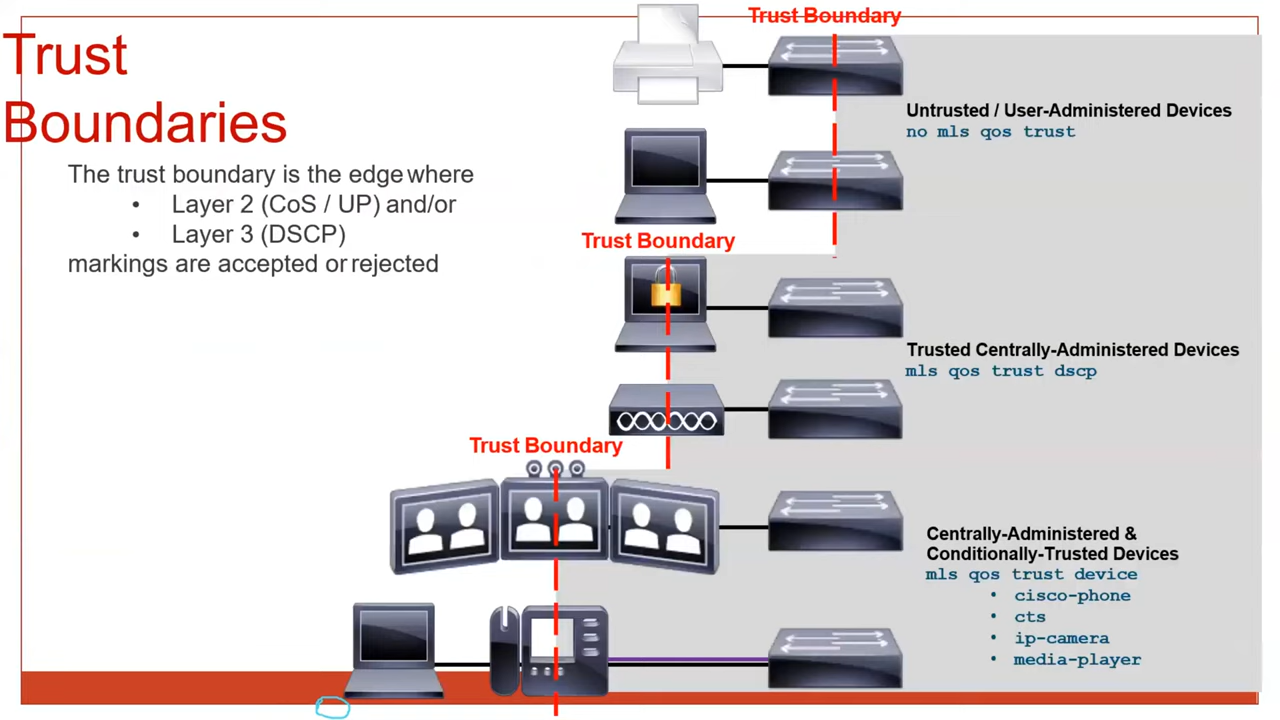 Trust
Boundaries
The trust boundary is the edge where
• Layer 2 (CoS / UP) and/or
• Layer 3 (DSCP)
markings are accepted or rejected
Trust Boundary
Untrusted / User-Administered Devices
no mls qos trust
Trust Boundary
Trusted Centrally-Administered Devices
mls qos trust dscp
Trust Boundary
Centrally-Administered &
Conditionally-Trusted Devices
mls qos trust device
• cisco-phone
• cts
• ip-camera
• media-player